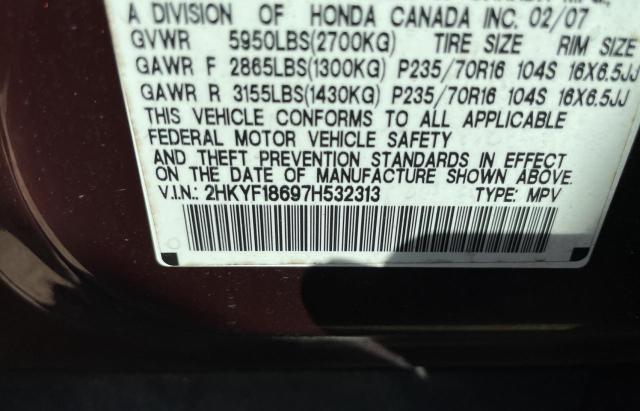 A DIVISION OF HONDA CANADA INC. 02/07
GVWR 5950LBS(2700KG) TIRE SIZE RIM SIZE
GAWR F 2865LBS(1300KG) P235/70R16 104S 16X6.5JJ
GAWR R 3155LBS(1430KG) P235/70R16 104S 16X6.5JJ
THIS VEHICLE CONFORMS TO ALL APPLICABLE
FEDERAL MOTOR VEHICLE SAFETY
AND THEFT PREVENTION STANDARDS IN EFFECT
ON THE DATE OF MANUFACTURE SHOWN ABOVE.
V.I.N.: 2HKYF18697H532313 TYPE: MPV